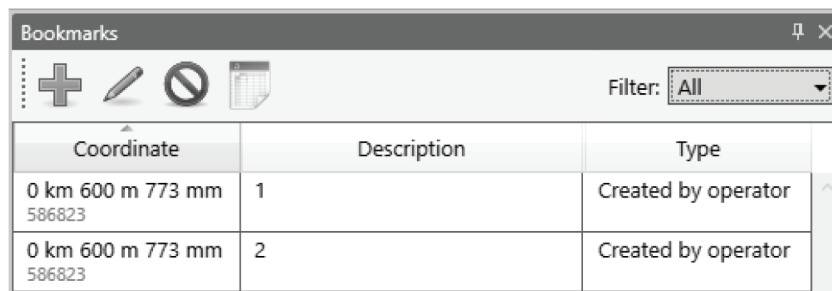 Bookmarks
Filter: All
Coordinate Description Type
0 km 600 m 773 mm 1 Created by operator
586823
0 km 600 m 773 mm 2 Created by operator
586823